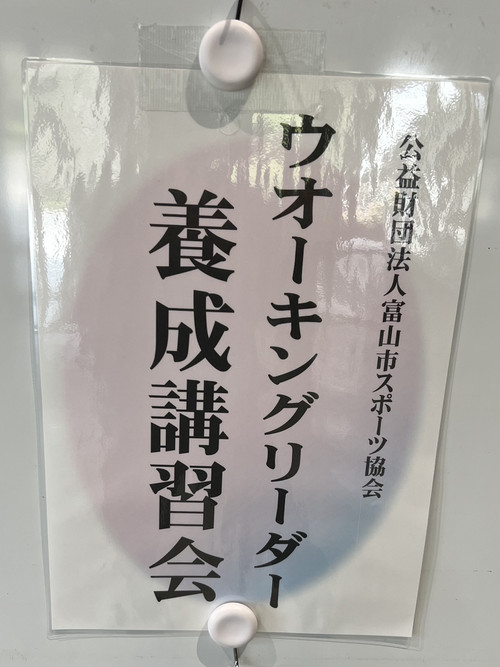 公益財団法人富山市スポーツ協会
ウオーキングリーダー
養成講習会